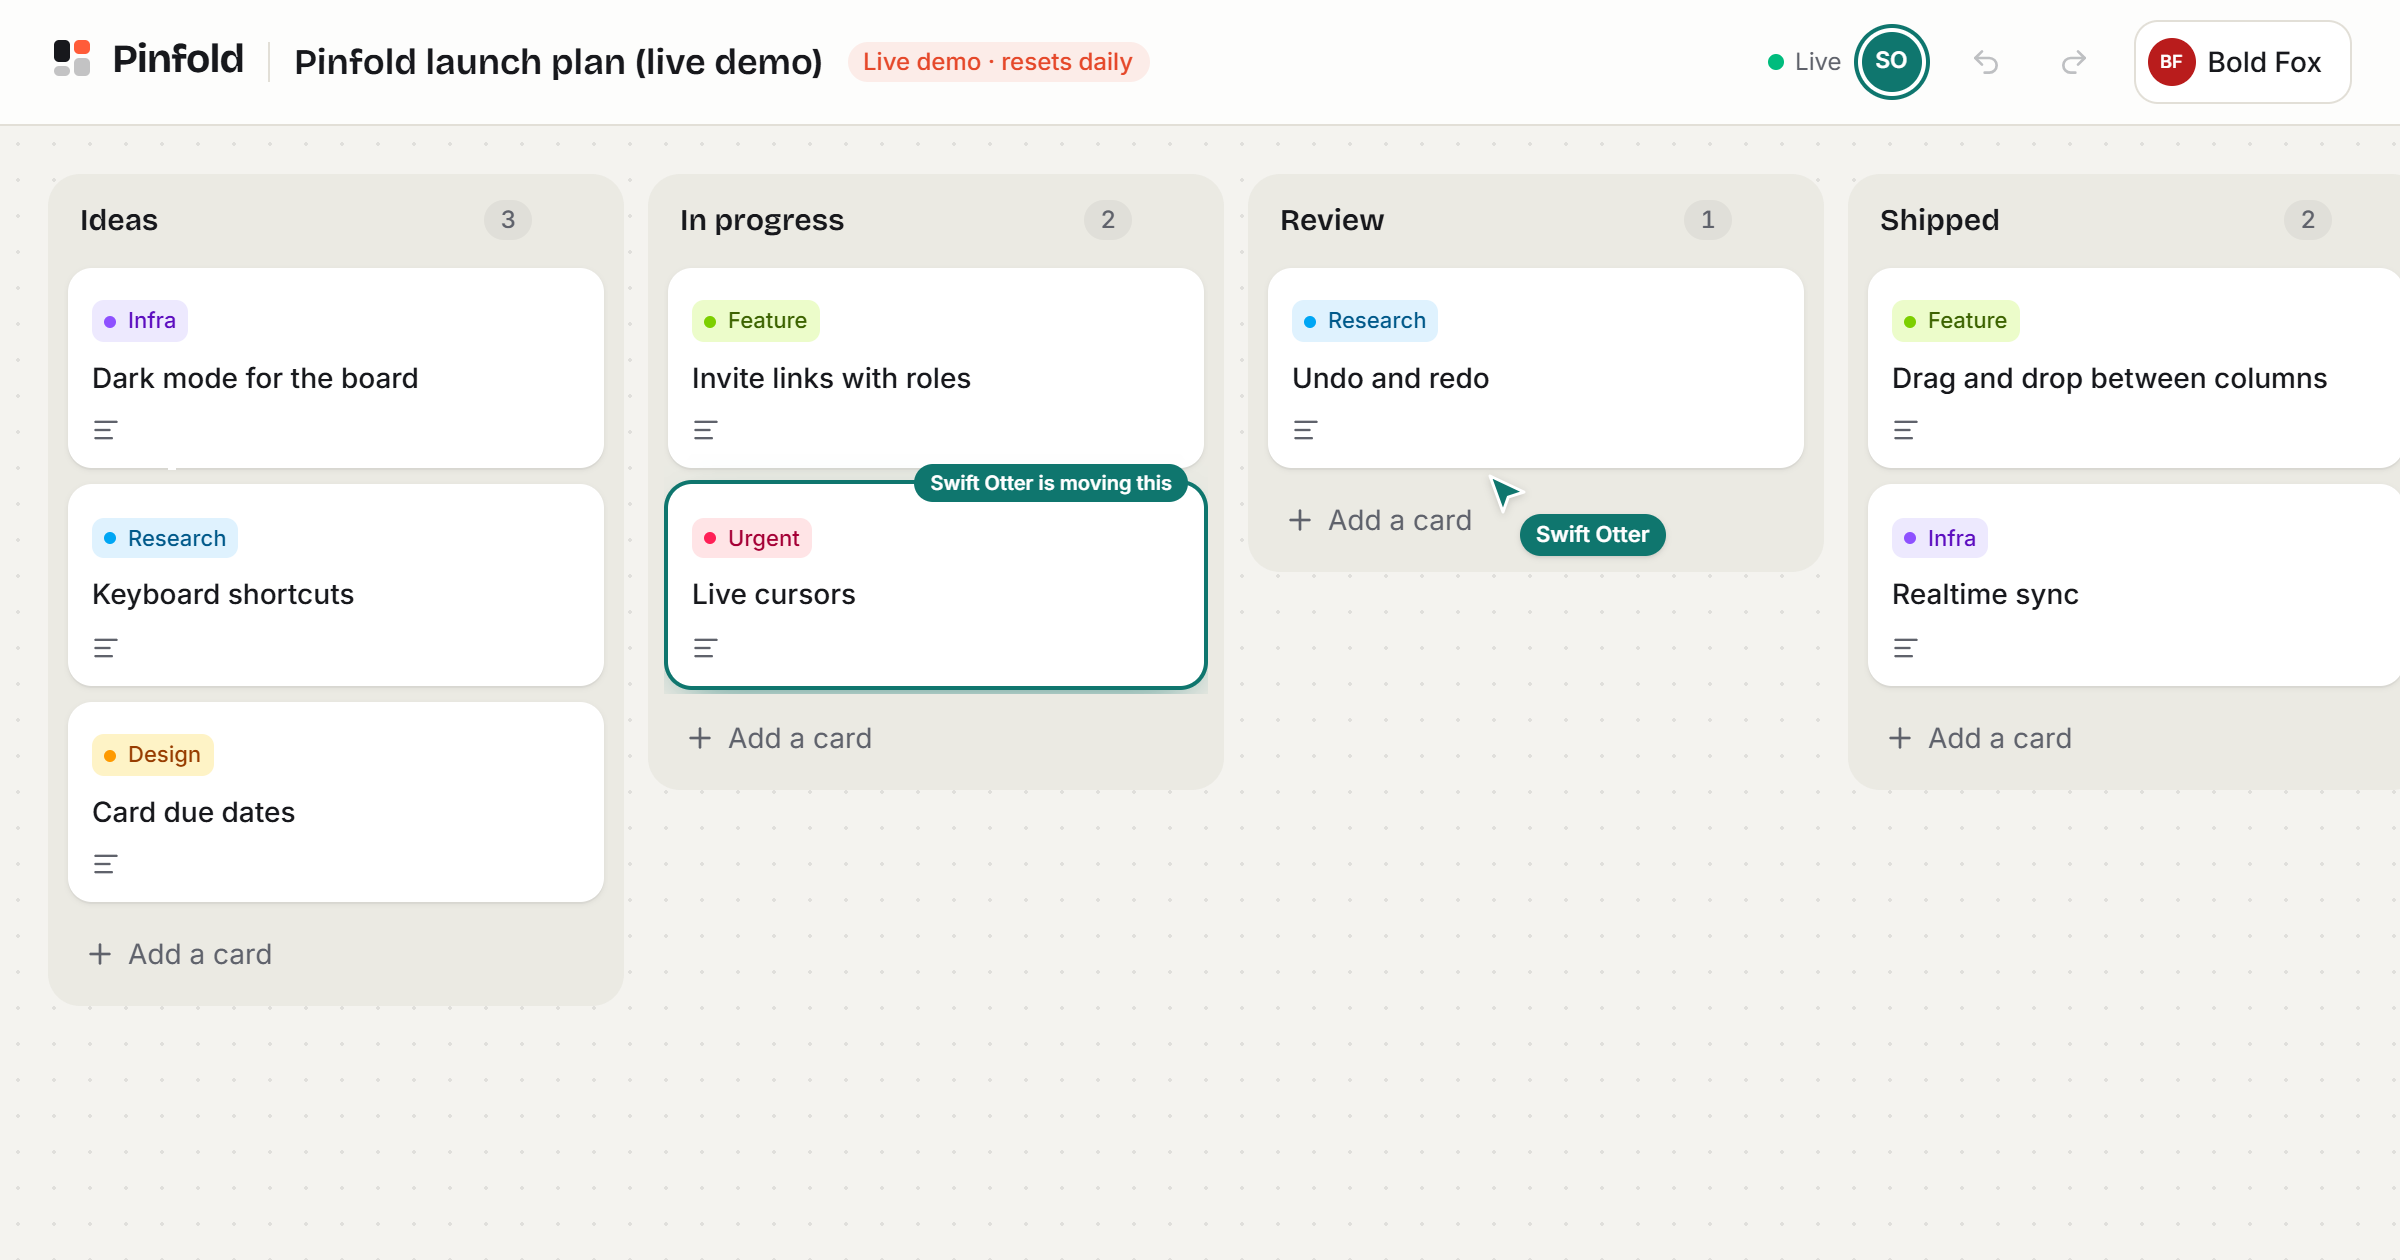 Pinfold
Pinfold launch plan (live demo)
Live demo · resets daily
Live
SO
BF
Bold Fox
Ideas
3
Infra
Dark mode for the board
Research
Keyboard shortcuts
Design
Card due dates
Add a card
In progress
2
Feature
Invite links with roles
Swift Otter is moving this
Urgent
Live cursors
Add a card
Review
1
Research
Undo and redo
Add a card
Swift Otter
Shipped
2
Feature
Drag and drop between columns
Infra
Realtime sync
Add a card